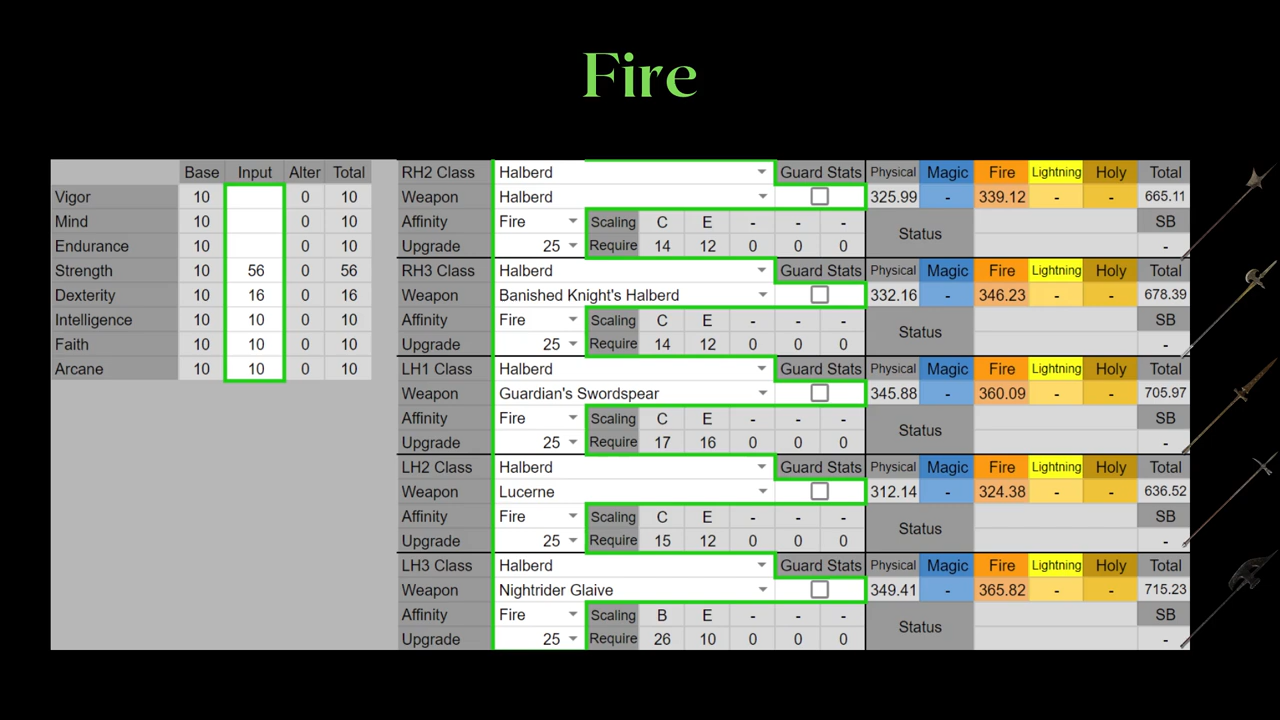 Fire
Base Input Alter Total
Vigor 10 0 10
Mind 10 0 10
Endurance 10 0 10
Strength 10 56 0 56
Dexterity 10 16 0 16
Intelligence 10 10 0 10
Faith 10 10 0 10
Arcane 10 10 0 10
RH2 Class Halberd Guard Stats Physical Magic Fire Lightning Holy Total
Weapon Halberd 325.99 - 339.12 - - 665.11
Affinity Fire Scaling C E - - - Status SB
Upgrade 25 Require 14 12 0 0 0 -
RH3 Class Halberd Guard Stats Physical Magic Fire Lightning Holy Total
Weapon Banished Knight's Halberd 332.16 - 346.23 - - 678.39
Affinity Fire Scaling C E - - - Status SB
Upgrade 25 Require 14 12 0 0 0 -
LH1 Class Halberd Guard Stats Physical Magic Fire Lightning Holy Total
Weapon Guardian's Swordspear 345.88 - 360.09 - - 705.97
Affinity Fire Scaling C E - - - Status SB
Upgrade 25 Require 17 16 0 0 0 -
LH2 Class Halberd Guard Stats Physical Magic Fire Lightning Holy Total
Weapon Lucerne 312.14 - 324.38 - - 636.52
Affinity Fire Scaling C E - - - Status SB
Upgrade 25 Require 15 12 0 0 0 -
LH3 Class Halberd Guard Stats Physical Magic Fire Lightning Holy Total
Weapon Nightrider Glaive 349.41 - 365.82 - - 715.23
Affinity Fire Scaling B E - - - Status SB
Upgrade 25 Require 26 10 0 0 0 -